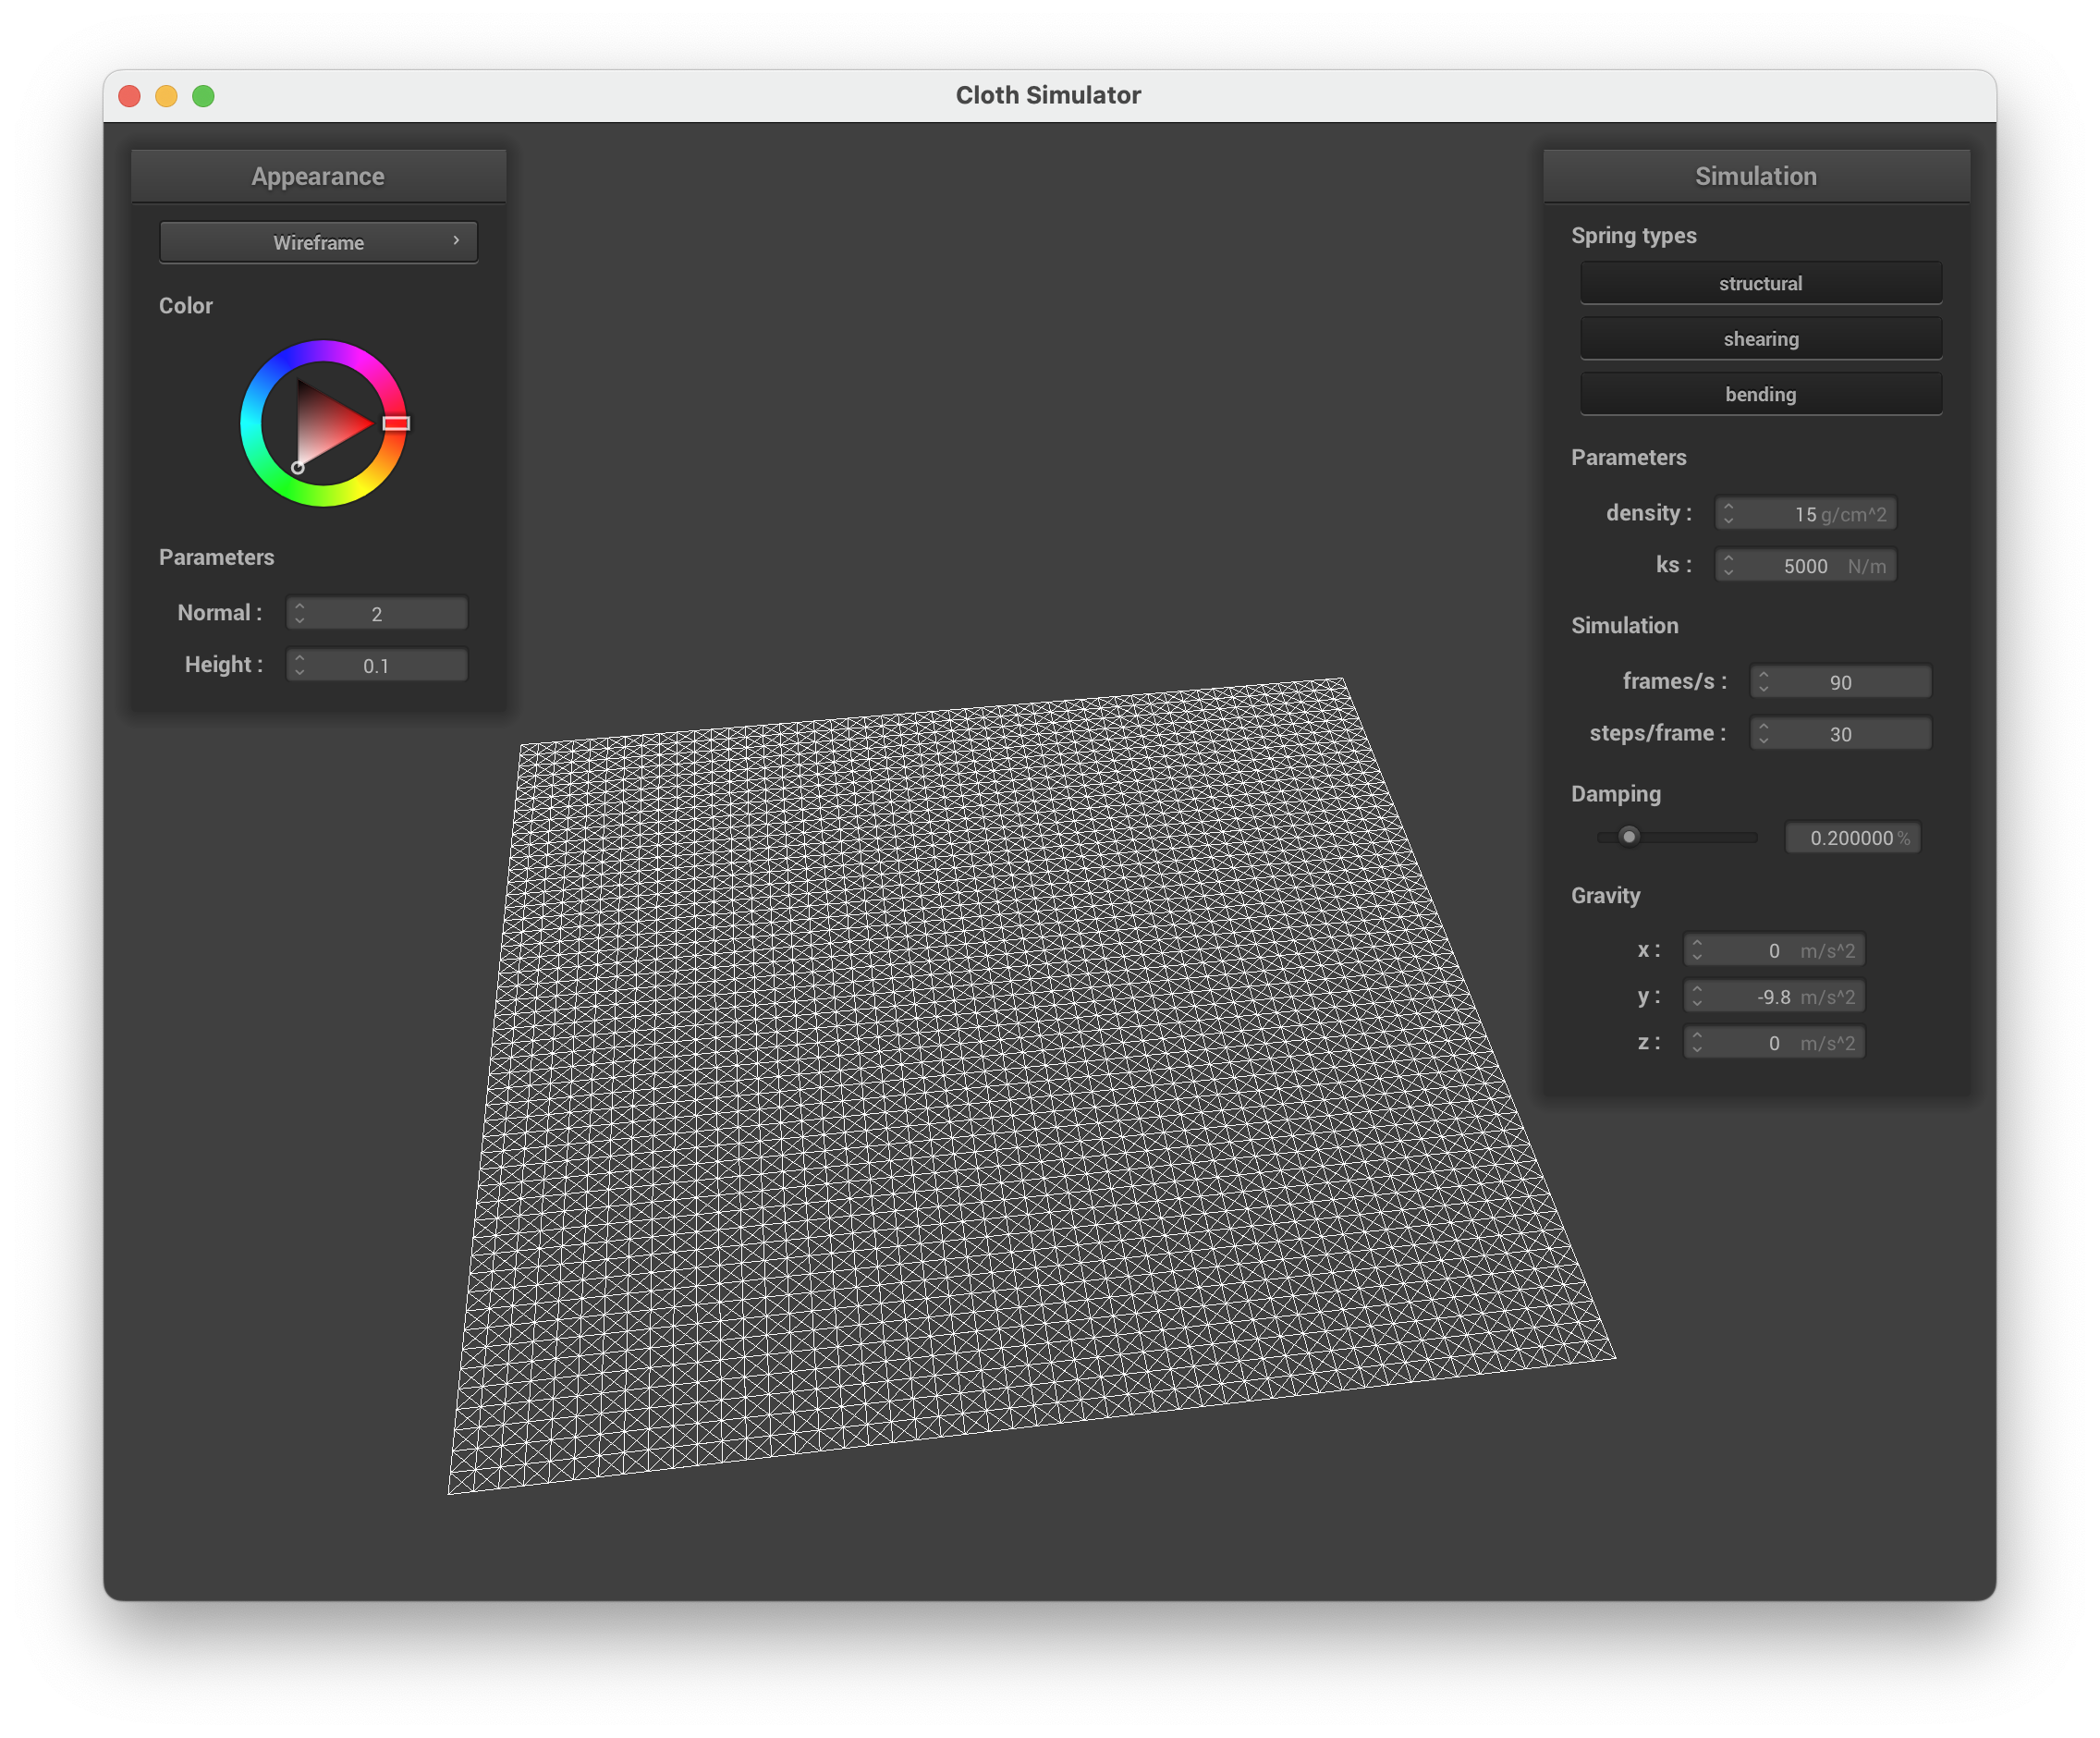 Cloth Simulator
Appearance
Wireframe
Color
Parameters
Normal : 2
Height : 0.1
Simulation
Spring types
structural
shearing
bending
Parameters
density : 15 g/cm^2
ks : 5000 N/m
Simulation
frames/s : 90
steps/frame : 30
Damping
0.200000 %
Gravity
x : 0 m/s^2
y : -9.8 m/s^2
z : 0 m/s^2